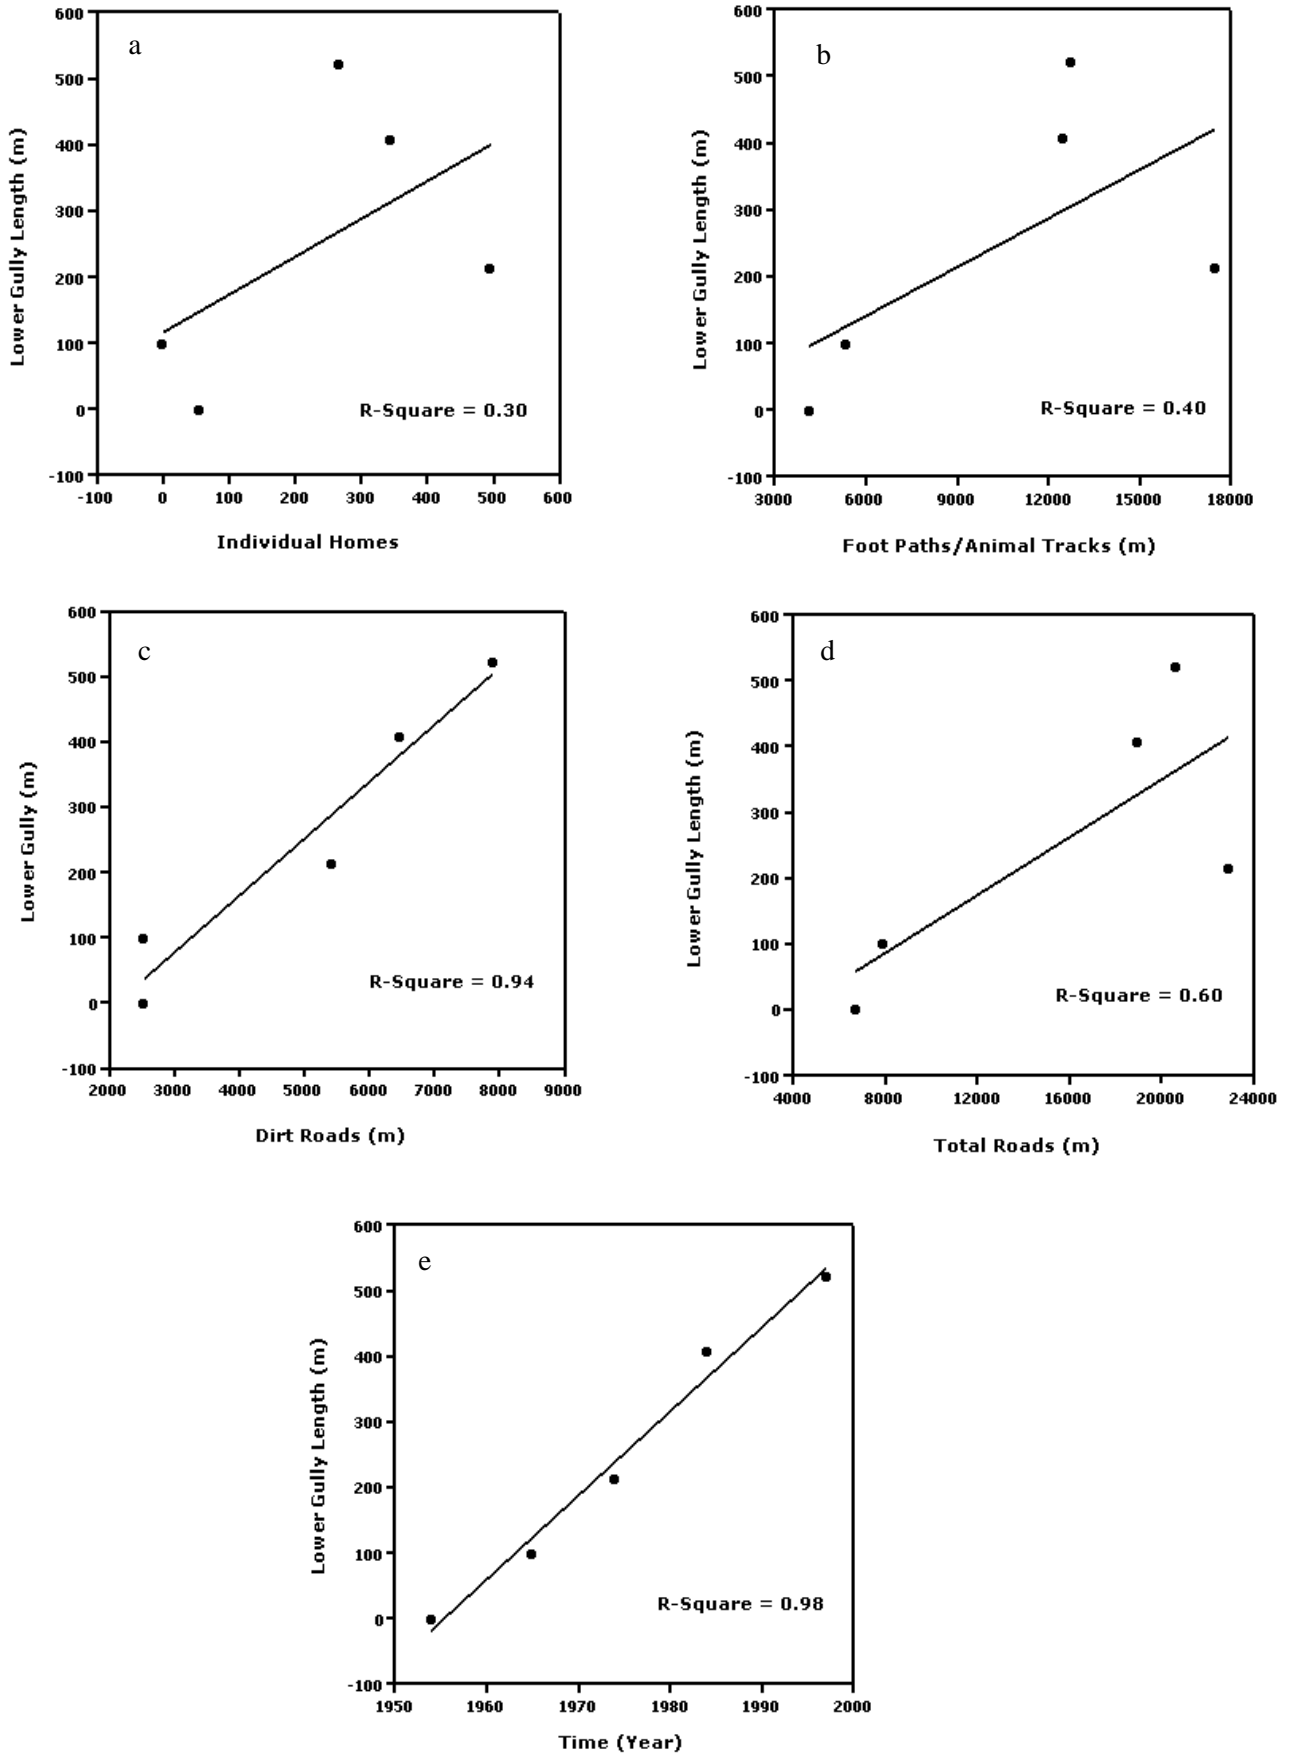 a
Lower Gully Length (m)
600
500
400
300
200
100
0
-100
R-Square = 0.30
-100 0 100 200 300 400 500 600
Individual Homes
b
Lower Gully Length (m)
600
500
400
300
200
100
0
-100
R-Square = 0.40
3000 6000 9000 12000 15000 18000
Foot Paths/Animal Tracks (m)
c
Lower Gully (m)
600
500
400
300
200
100
0
-100
R-Square = 0.94
2000 3000 4000 5000 6000 7000 8000 9000
Dirt Roads (m)
d
Lower Gully Length (m)
600
500
400
300
200
100
0
-100
R-Square = 0.60
4000 8000 12000 16000 20000 24000
Total Roads (m)
e
Lower Gully Length (m)
600
500
400
300
200
100
0
-100
R-Square = 0.98
1950 1960 1970 1980 1990 2000
Time (Year)